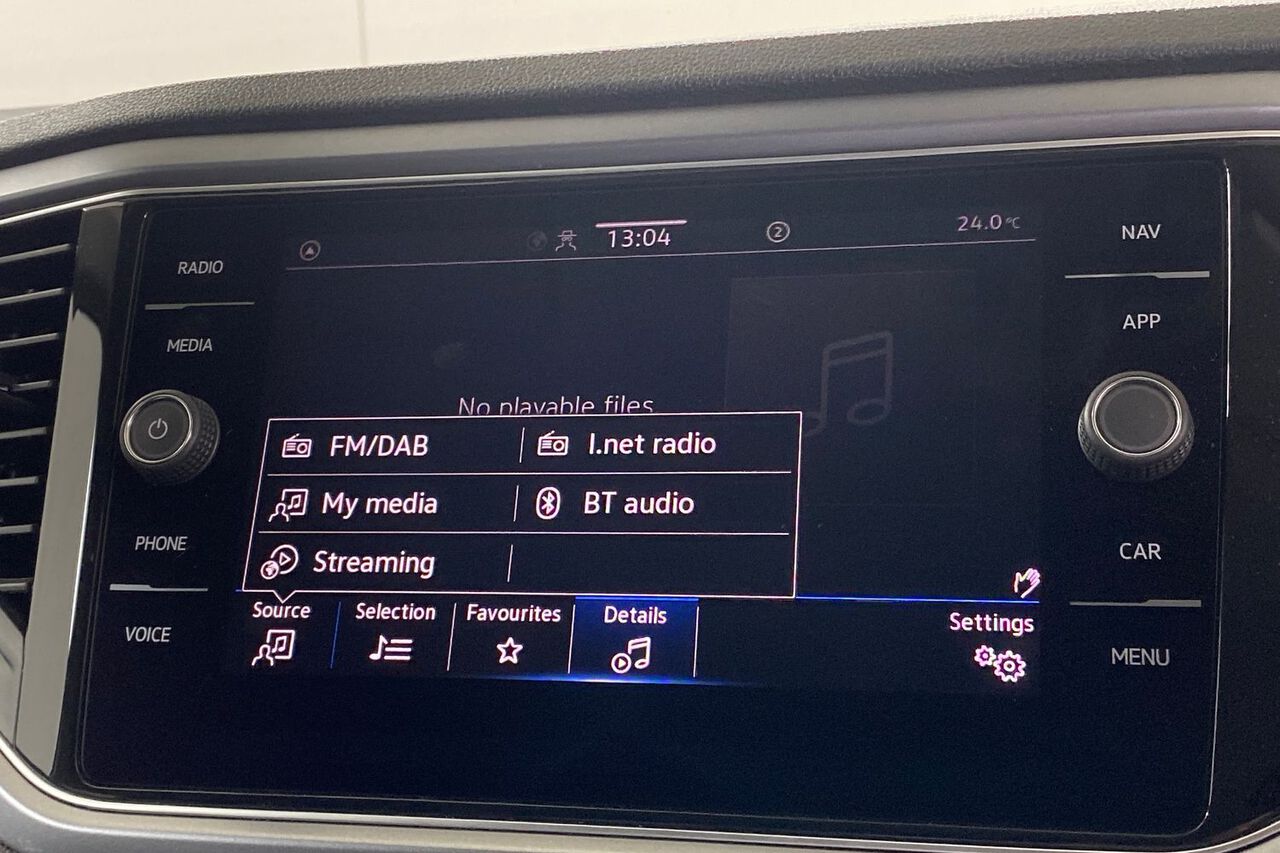 RADIO
MEDIA
PHONE
VOICE
13:04
2
24.0°C
No playable files
FM/DAB
I.net radio
My media
BT audio
Streaming
Source
Selection
Favourites
Details
Settings
NAV
APP
CAR
MENU